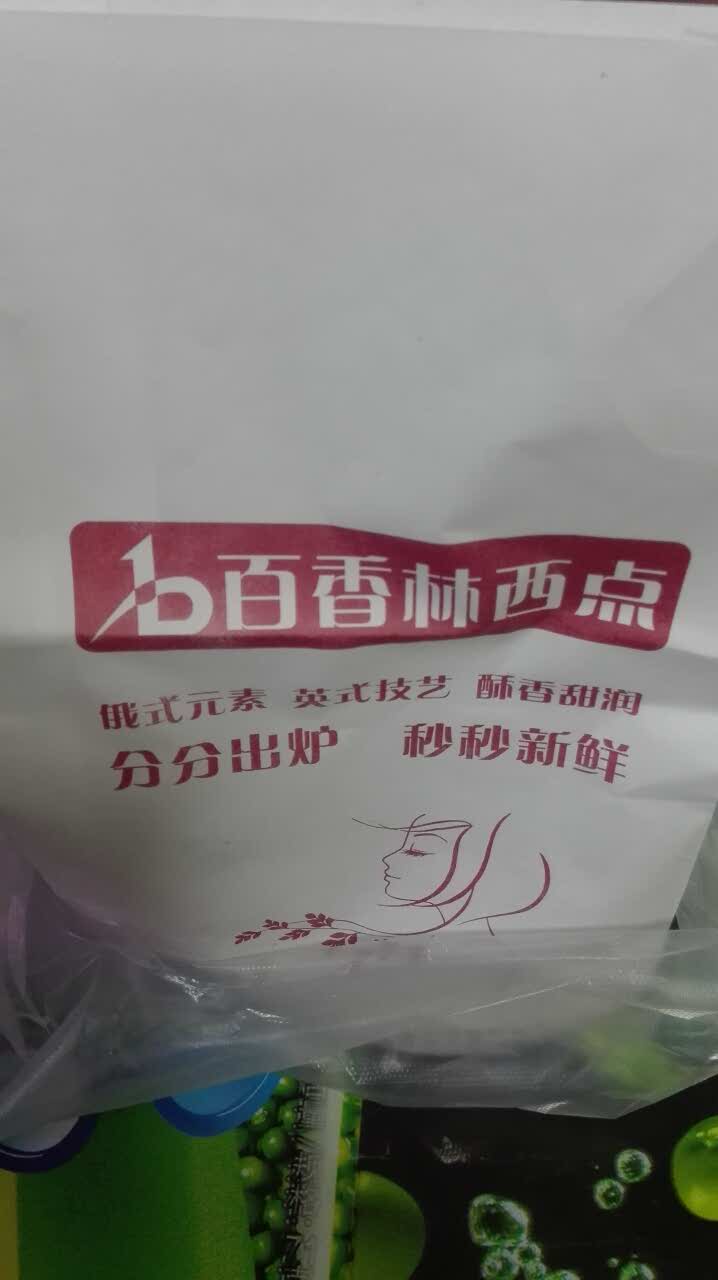 百香林西点
俄式元素 英式技艺 酥香甜润
分分出炉 秒秒新鲜